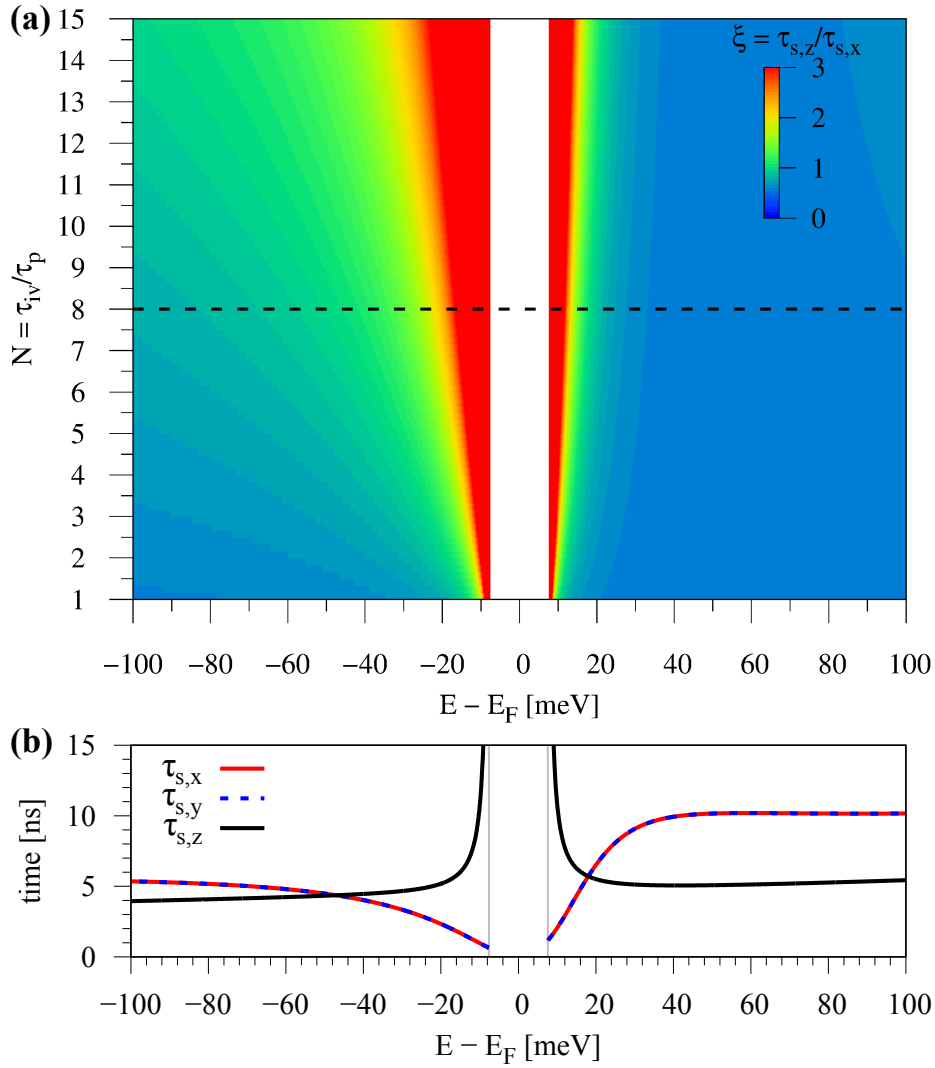 (a)
ξ = τs,z/τs,x
3
2
1
0
N = τiv/τp
15
14
13
12
11
10
9
8
7
6
5
4
3
2
1
−100 −80 −60 −40 −20 0 20 40 60 80 100
E − EF [meV]
(b)
τs,x
τs,y
τs,z
time [ns]
15
10
5
0
−100 −80 −60 −40 −20 0 20 40 60 80 100
E − EF [meV]